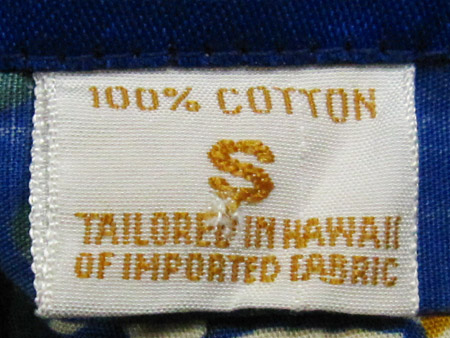 100% COTTON
S
TAILORED IN HAWAII
OF IMPORTED FABRIC